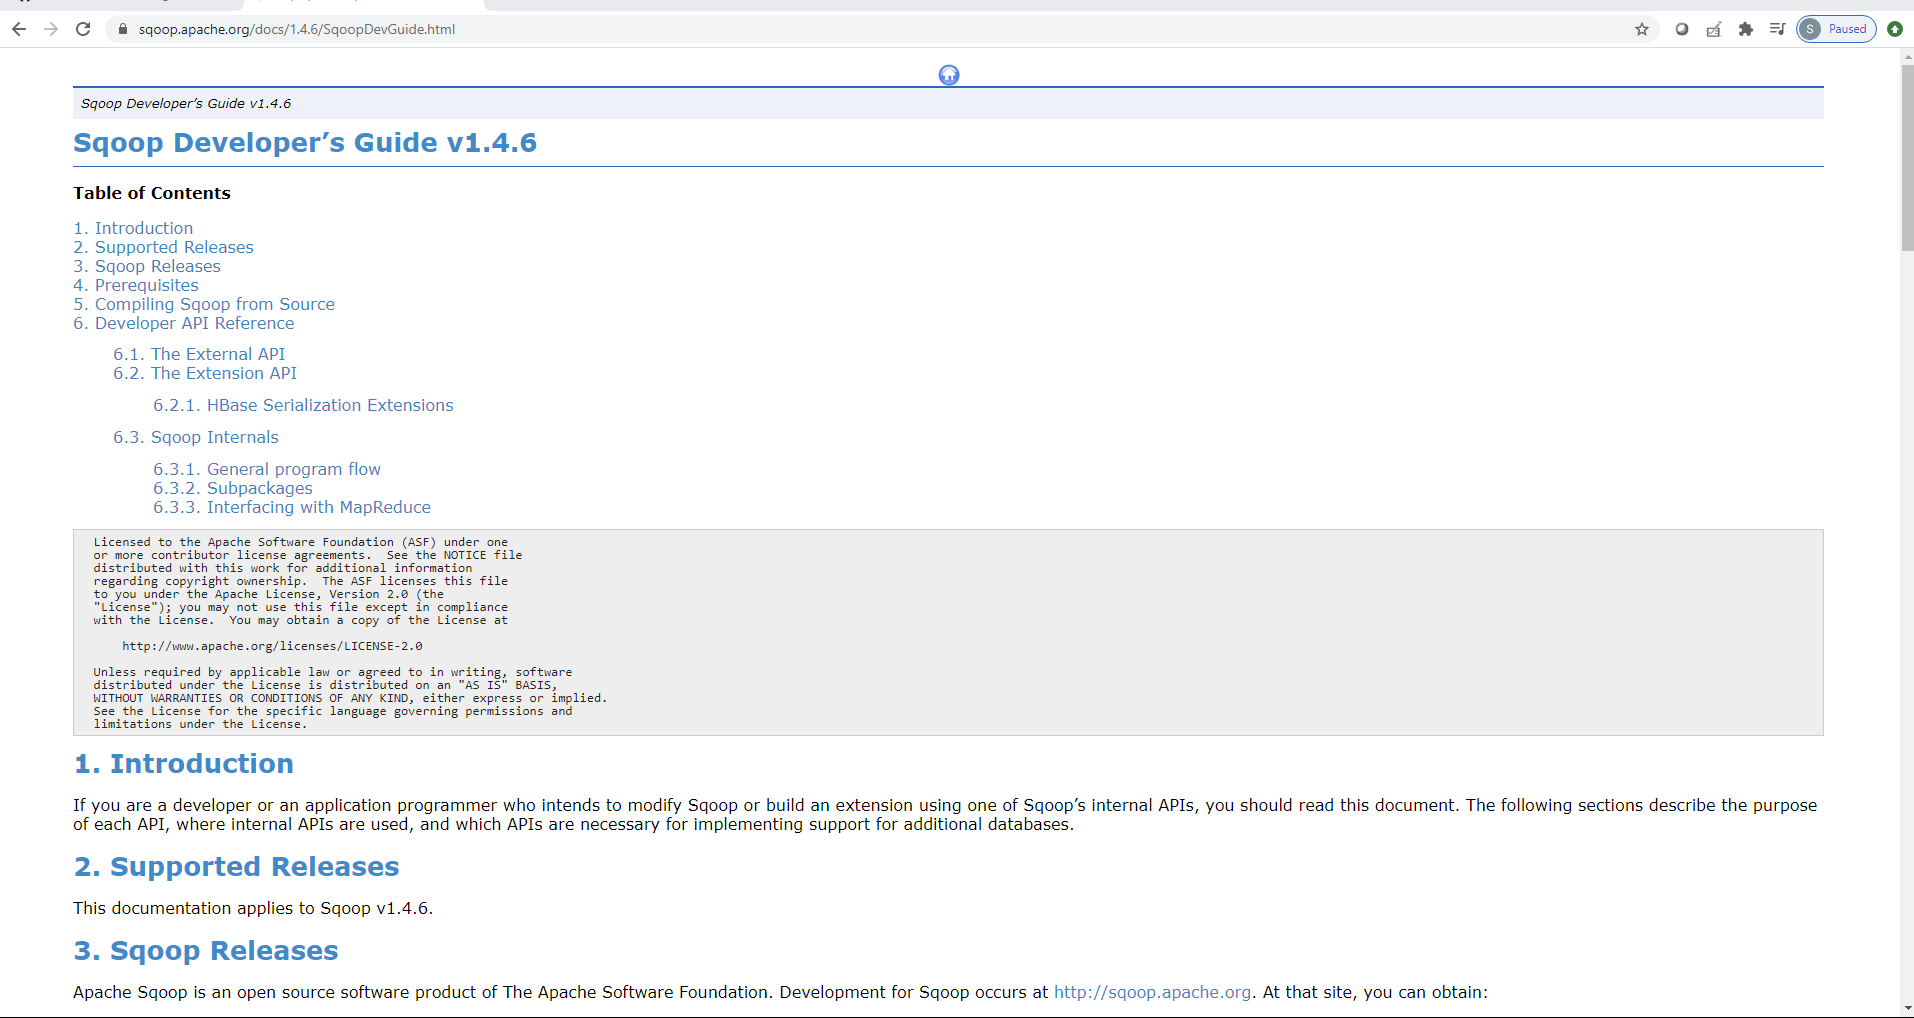 sqoop.apache.org/docs/1.4.6/SqoopDevGuide.html
S Paused
Sqoop Developer’s Guide v1.4.6
Sqoop Developer’s Guide v1.4.6
Table of Contents
1. Introduction
2. Supported Releases
3. Sqoop Releases
4. Prerequisites
5. Compiling Sqoop from Source
6. Developer API Reference
6.1. The External API
6.2. The Extension API
6.2.1. HBase Serialization Extensions
6.3. Sqoop Internals
6.3.1. General program flow
6.3.2. Subpackages
6.3.3. Interfacing with MapReduce
Licensed to the Apache Software Foundation (ASF) under one
or more contributor license agreements.  See the NOTICE file
distributed with this work for additional information
regarding copyright ownership.  The ASF licenses this file
to you under the Apache License, Version 2.0 (the
"License"); you may not use this file except in compliance
with the License.  You may obtain a copy of the License at
http://www.apache.org/licenses/LICENSE-2.0
Unless required by applicable law or agreed to in writing, software
distributed under the License is distributed on an "AS IS" BASIS,
WITHOUT WARRANTIES OR CONDITIONS OF ANY KIND, either express or implied.
See the License for the specific language governing permissions and
limitations under the License.
1. Introduction
If you are a developer or an application programmer who intends to modify Sqoop or build an extension using one of Sqoop’s internal APIs, you should read this document. The following sections describe the purpose
of each API, where internal APIs are used, and which APIs are necessary for implementing support for additional databases.
2. Supported Releases
This documentation applies to Sqoop v1.4.6.
3. Sqoop Releases
Apache Sqoop is an open source software product of The Apache Software Foundation. Development for Sqoop occurs at http://sqoop.apache.org. At that site, you can obtain: